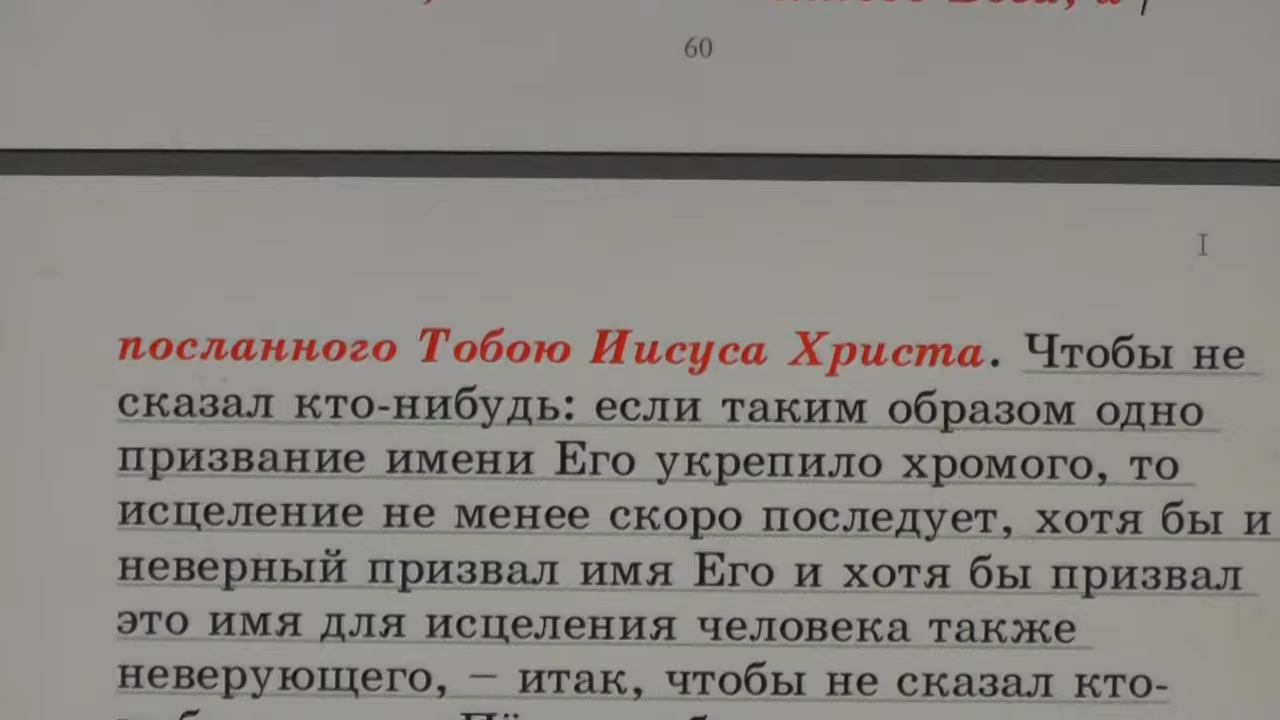 60
I
посланного Тобою Иисуса Христа. Чтобы не
сказал кто-нибудь: если таким образом одно
призвание имени Его укрепило хромого, то
исцеление не менее скоро последует, хотя бы и
неверный призвал имя Его и хотя бы призвал
это имя для исцеления человека также
неверующего, – итак, чтобы не сказал кто-